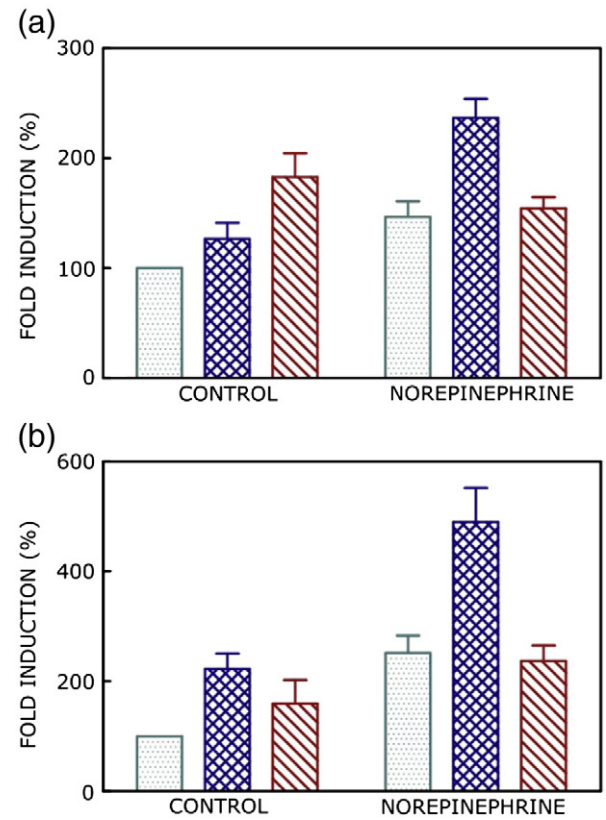 (a)
FOLD INDUCTION (%)
300
200
100
0
CONTROL NOREPINEPHRINE
(b)
FOLD INDUCTION (%)
600
400
200
0
CONTROL NOREPINEPHRINE